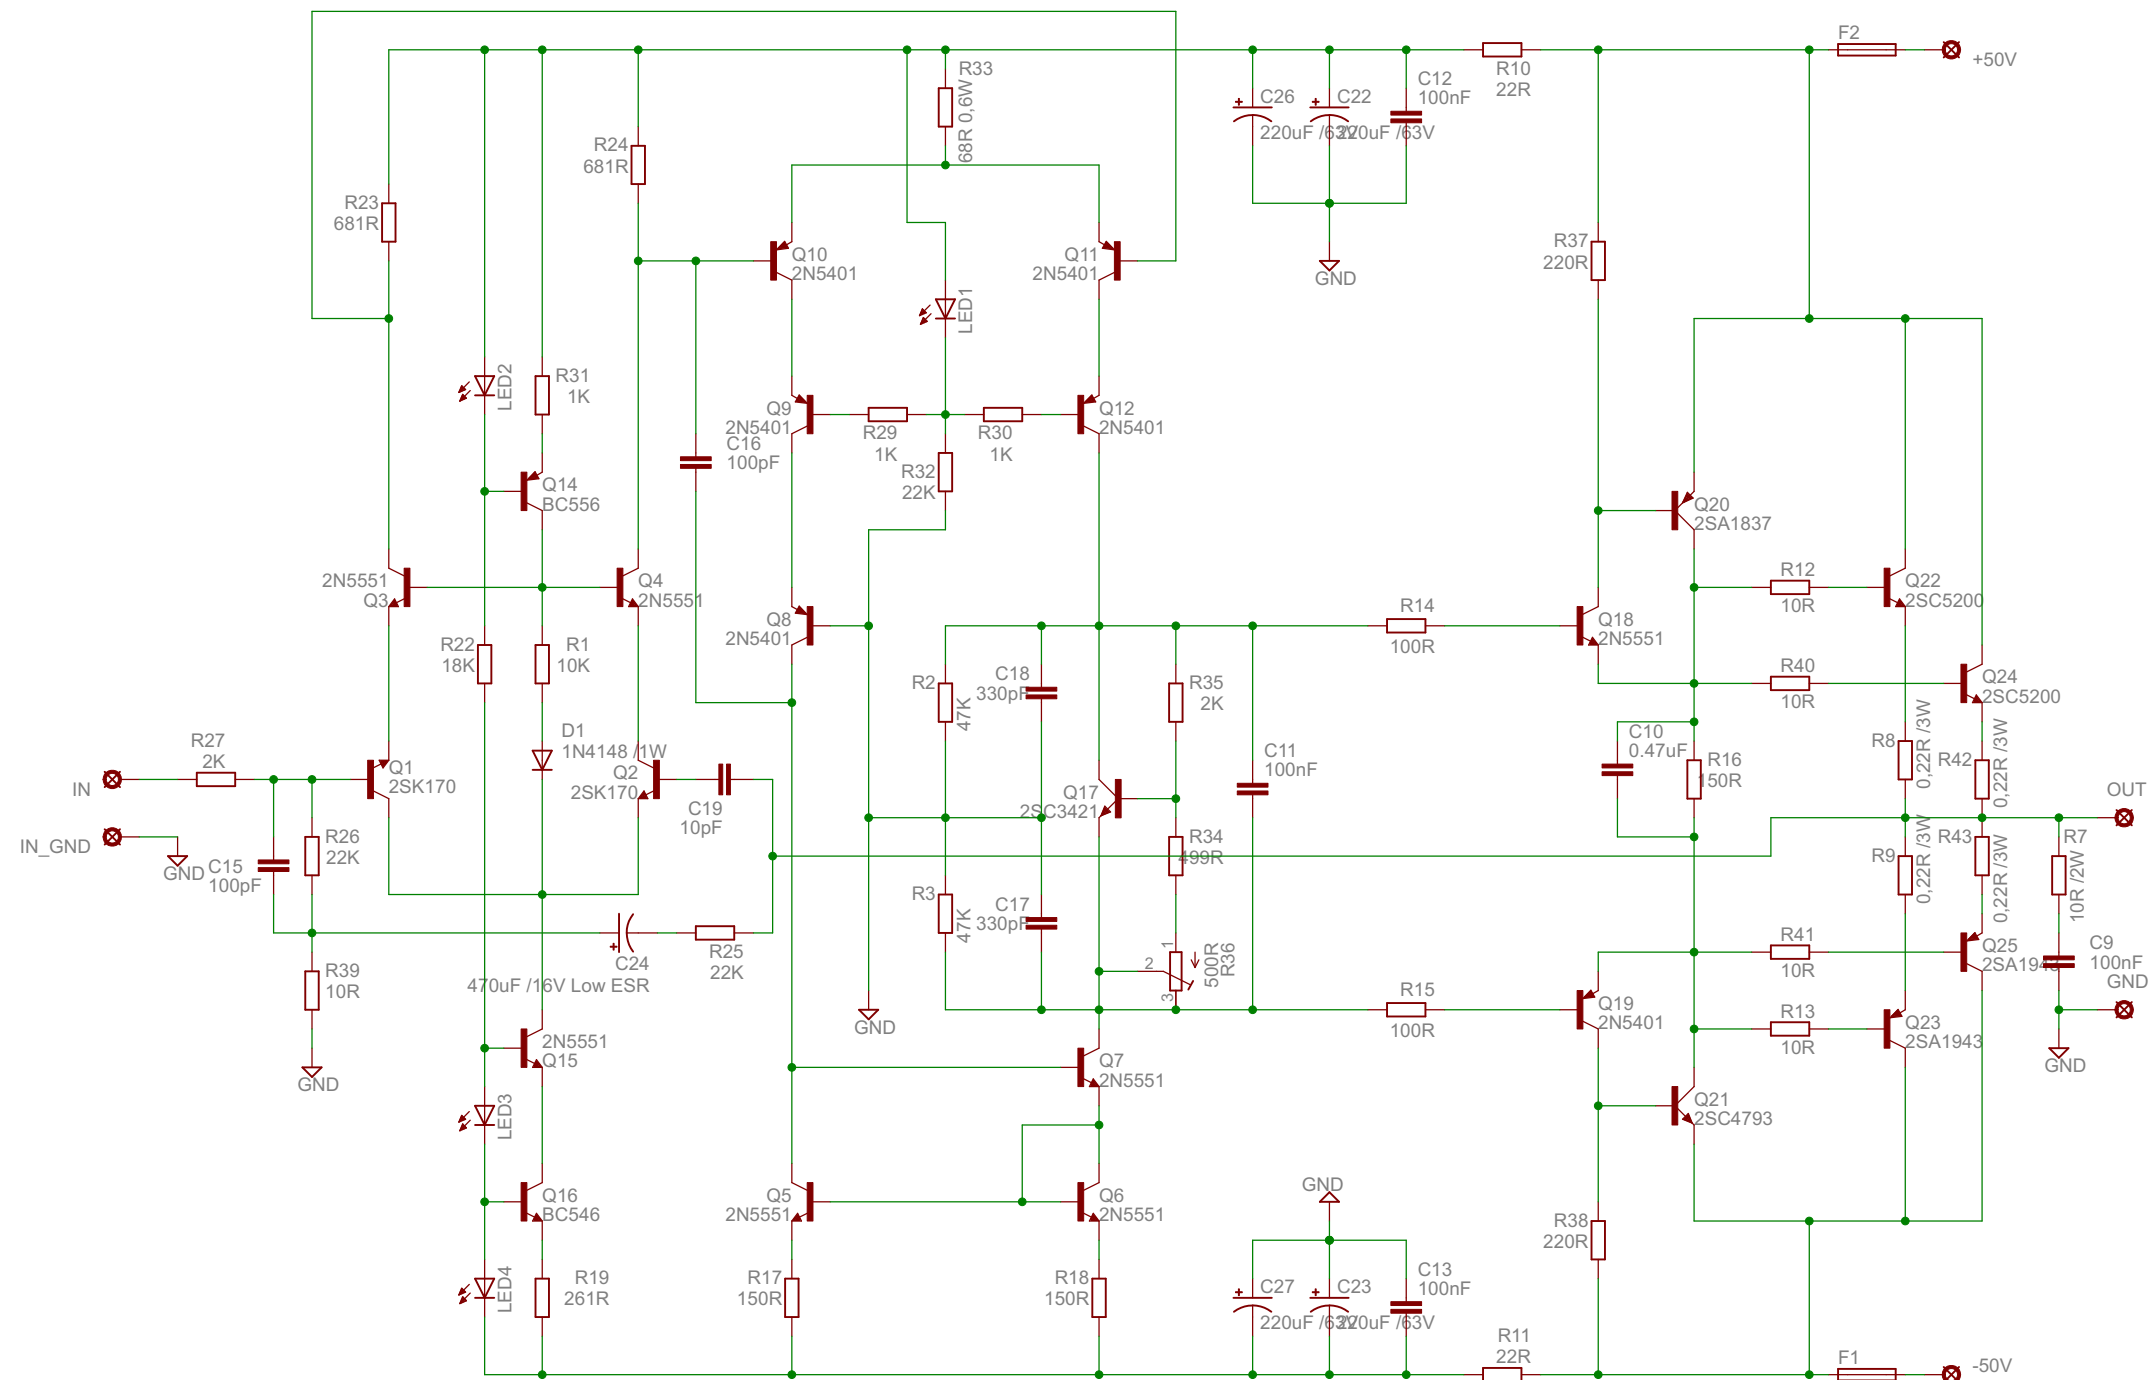 F2
+50V
R33
68R 0,6W
R10
22R
C12
100nF
C26
220uF /63V
C22
220uF /63V
R24
681R
R23
681R
R37
220R
Q10
2N5401
Q11
2N5401
GND
LED1
LED2
R31
1K
Q9
2N5401
R29
1K
R30
1K
Q12
2N5401
C16
100pF
R32
22K
Q14
BC556
Q20
2SA1837
2N5551
Q3
Q4
2N5551
R12
10R
Q22
2SC5200
Q8
2N5401
R14
100R
Q18
2N5551
R22
18K
R1
10K
R2
47K
C18
330pF
R35
2K
R40
10R
Q24
2SC5200
D1
1N4148 /1W
R27
2K
C11
100nF
C10
0.47uF
R16
150R
R8
0,22R /3W
R42
0,22R /3W
IN
Q1
2SK170
Q2
2SK170
C19
10pF
Q17
2SC3421
OUT
IN_GND
GND
C15
100pF
R26
22K
R34
499R
R9
0,22R /3W
R43
0,22R /3W
R7
10R /2W
R3
47K
C17
330pF
C24
470uF /16V Low ESR
R25
22K
R39
10R
1
2
3
500R
R36
R41
10R
Q25
2SA1943
C9
100nF
GND
R15
100R
Q19
2N5401
R13
10R
Q23
2SA1943
GND
GND
GND
2N5551
Q15
Q7
2N5551
LED3
Q21
2SC4793
Q16
BC546
Q5
2N5551
Q6
2N5551
GND
R38
220R
LED4
R19
261R
R17
150R
R18
150R
C27
220uF /63V
C23
220uF /63V
C13
100nF
R11
22R
F1
-50V